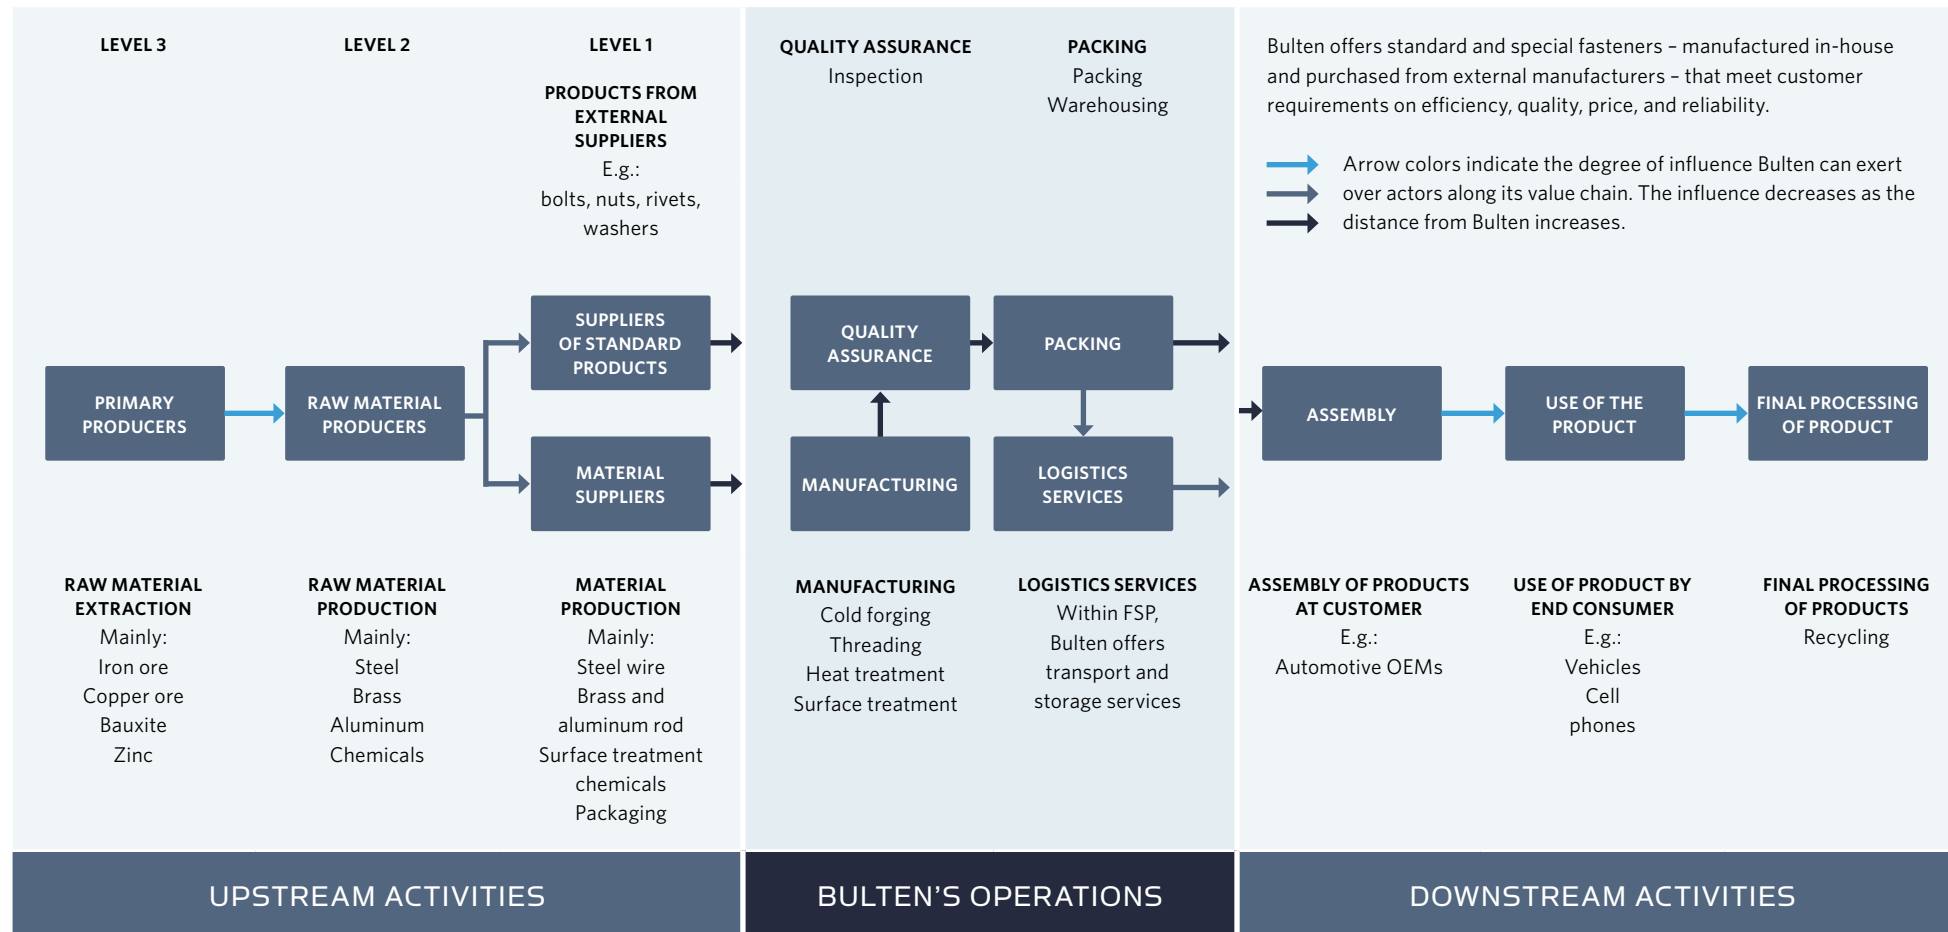 LEVEL 3
LEVEL 2
LEVEL 1
PRODUCTS FROM
EXTERNAL
SUPPLIERS
E.g.:
bolts, nuts, rivets,
washers
QUALITY ASSURANCE
Inspection
PACKING
Packing
Warehousing
Bulten offers standard and special fasteners – manufactured in-house
and purchased from external manufacturers – that meet customer
requirements on efficiency, quality, price, and reliability.
Arrow colors indicate the degree of influence Bulten can exert
over actors along its value chain. The influence decreases as the
distance from Bulten increases.
PRIMARY
PRODUCERS
RAW MATERIAL
PRODUCERS
SUPPLIERS
OF STANDARD
PRODUCTS
MATERIAL
SUPPLIERS
QUALITY
ASSURANCE
PACKING
MANUFACTURING
LOGISTICS
SERVICES
ASSEMBLY
USE OF THE
PRODUCT
FINAL PROCESSING
OF PRODUCT
RAW MATERIAL
EXTRACTION
Mainly:
Iron ore
Copper ore
Bauxite
Zinc
RAW MATERIAL
PRODUCTION
Mainly:
Steel
Brass
Aluminum
Chemicals
MATERIAL
PRODUCTION
Mainly:
Steel wire
Brass and
aluminum rod
Surface treatment
chemicals
Packaging
MANUFACTURING
Cold forging
Threading
Heat treatment
Surface treatment
LOGISTICS SERVICES
Within FSP,
Bulten offers
transport and
storage services
ASSEMBLY OF PRODUCTS
AT CUSTOMER
E.g.:
Automotive OEMs
USE OF PRODUCT BY
END CONSUMER
E.g.:
Vehicles
Cell
phones
FINAL PROCESSING
OF PRODUCTS
Recycling
UPSTREAM ACTIVITIES
BULTEN'S OPERATIONS
DOWNSTREAM ACTIVITIES